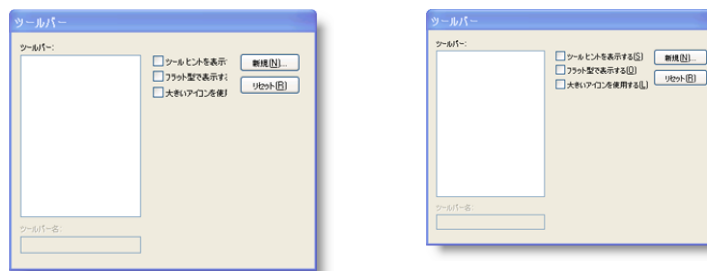 ツールバー
ツールバー:
ツール ヒントを表示
フラット型で表示す
大きいアイコンを使
新規(N)...
リセット(R)
ツールバー名:
ツールバー
ツールバー:
ツール ヒントを表示する(S)
フラット型で表示する(O)
大きいアイコンを使用する(L)
新規(N)...
リセット(R)
ツールバー名: